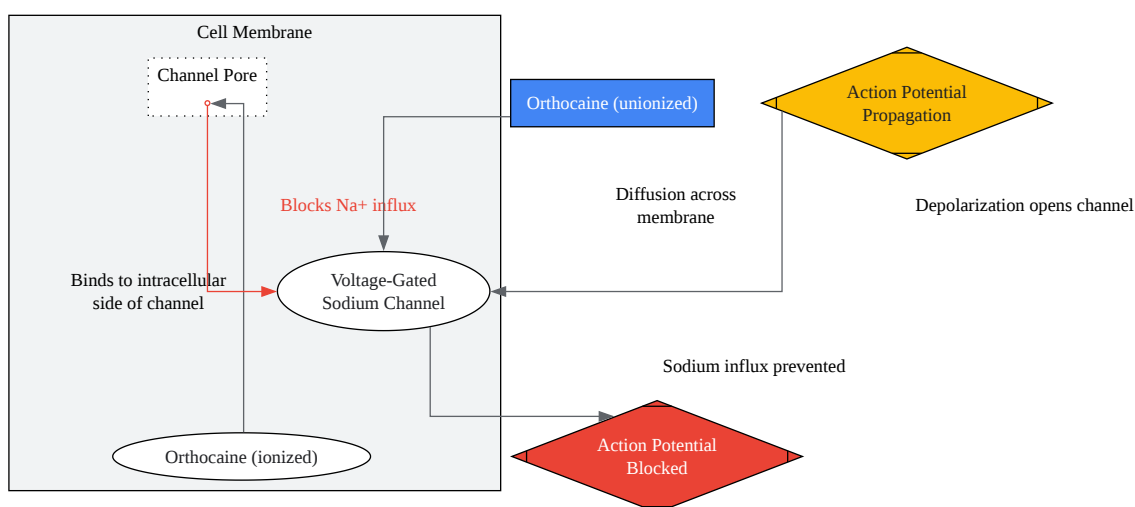 Cell Membrane
Channel Pore
Orthocaine (unionized)
Action Potential
Propagation
Blocks Na+ influx
Diffusion across
membrane
Depolarization opens channel
Binds to intracellular
side of channel
Voltage-Gated
Sodium Channel
Sodium influx prevented
Orthocaine (ionized)
Action Potential
Blocked